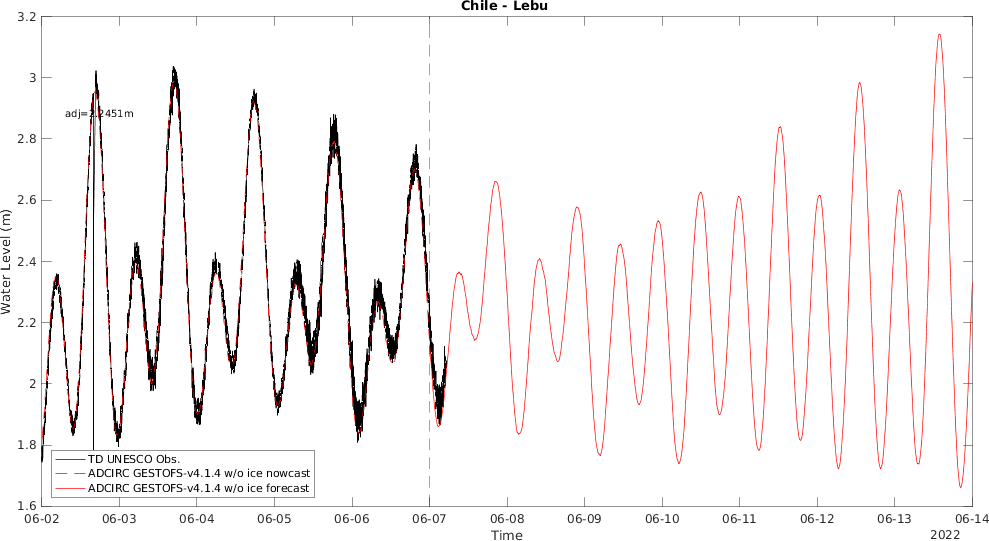 Chile - Lebu
3.2
3
2.8
2.6
2.4
2.2
2
1.8
1.6
Water Level (m)
adj=2.2451m
TD UNESCO Obs.
ADCIRC GESTOFS-v4.1.4 w/o ice nowcast
ADCIRC GESTOFS-v4.1.4 w/o ice forecast
06-02 06-03 06-04 06-05 06-06 06-07 06-08 06-09 06-10 06-11 06-12 06-13 06-14
Time
2022